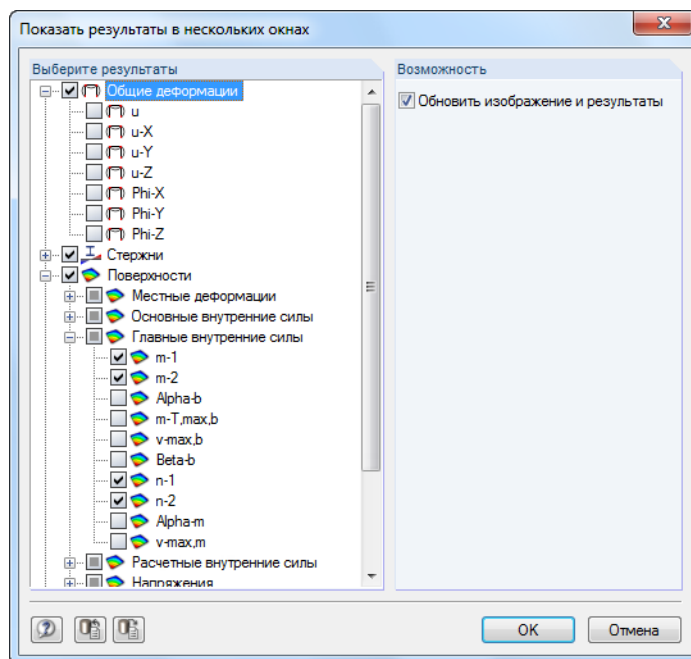 Показать результаты в нескольких окнах
Выберите результаты
Общие деформации
u
u-X
u-Y
u-Z
Phi-X
Phi-Y
Phi-Z
Стержни
Поверхности
Местные деформации
Основные внутренние силы
Главные внутренние силы
m-1
m-2
Alpha-b
m-T,max,b
v-max,b
Beta-b
n-1
n-2
Alpha-m
v-max,m
Расчетные внутренние силы
Напряжения
Возможность
Обновить изображение и результаты
OK
Отмена